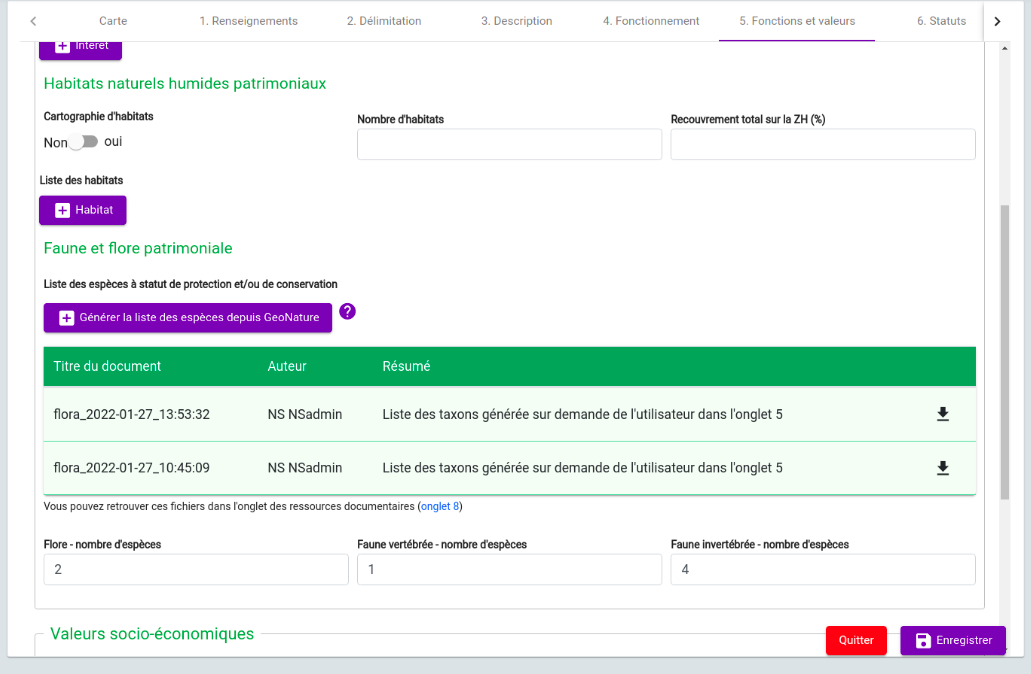 Carte 1. Renseignements 2. Délimitation 3. Description 4. Fonctionnement 5. Fonctions et valeurs 6. Statuts
Intérêt
Habitats naturels humides patrimoniaux
Cartographie d'habitats
Nombre d'habitats
Recouvrement total sur la ZH (%)
Non oui
Liste des habitats
Habitat
Faune et flore patrimoniale
Liste des espèces à statut de protection et/ou de conservation
Générer la liste des espèces depuis GeoNature ?
Titre du document Auteur Résumé
flora_2022-01-27_13:53:32 NS NSadmin Liste des taxons générée sur demande de l'utilisateur dans l'onglet 5
flora_2022-01-27_10:45:09 NS NSadmin Liste des taxons générée sur demande de l'utilisateur dans l'onglet 5
Vous pouvez retrouver ces fichiers dans l'onglet des ressources documentaires (onglet 8)
Flore - nombre d'espèces Faune vertébrée - nombre d'espèces Faune invertébrée - nombre d'espèces
2 1 4
Valeurs socio-économiques
Quitter Enregistrer